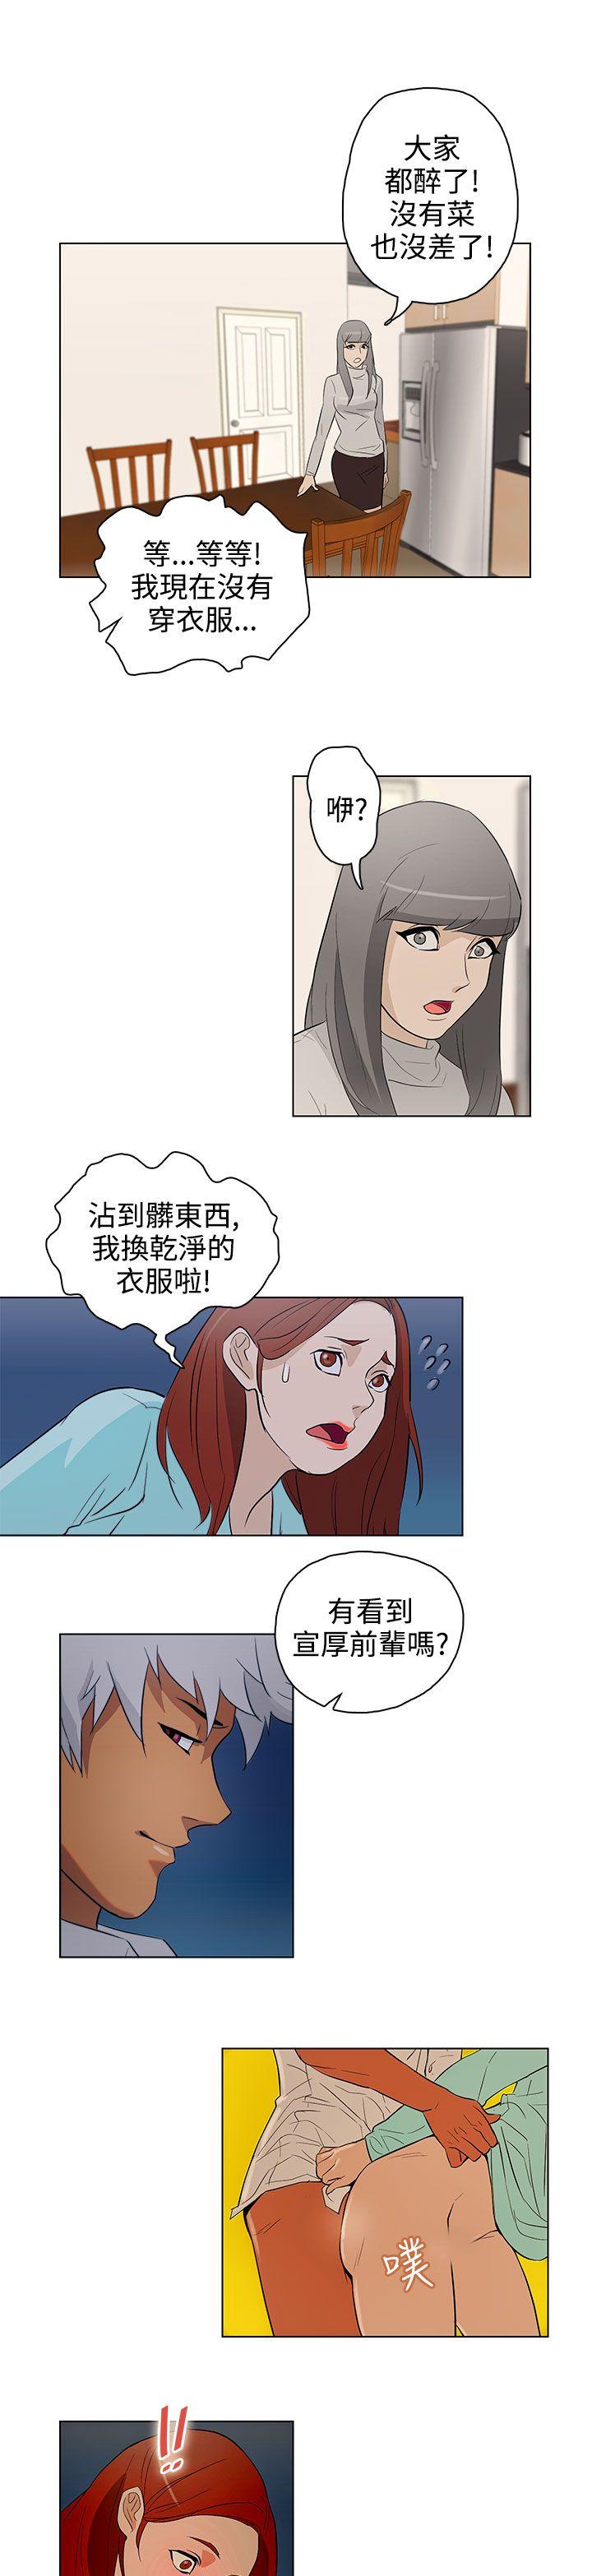 大家
都醉了!
沒有菜
也沒差了!
等...等等!
我現在沒有
穿衣服...
咿?
沾到髒東西,
我換乾淨的
衣服啦!
有看到
宣厚前輩嗎?
噗
!!